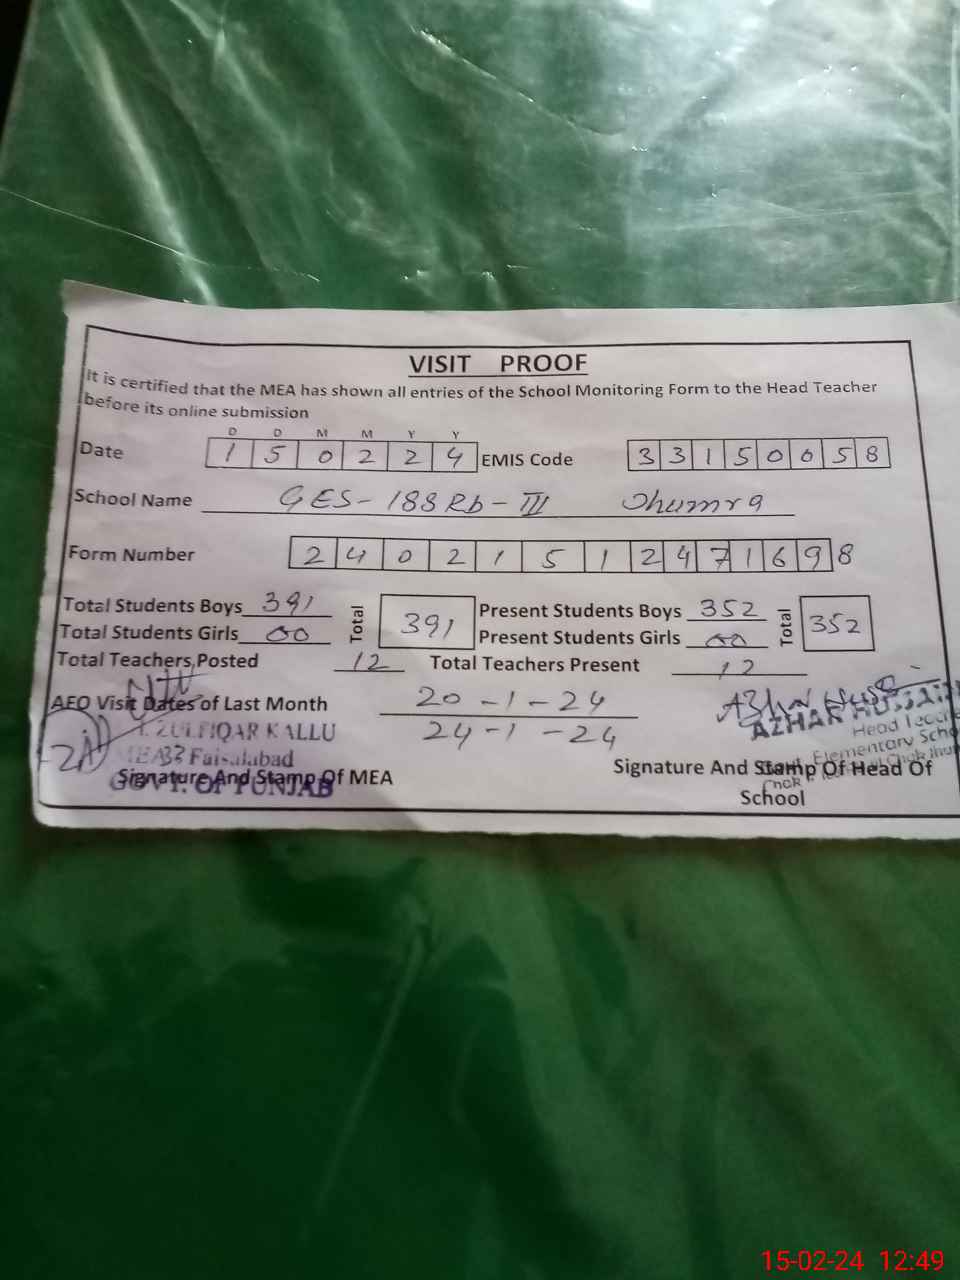 VISIT PROOF
It is certified that the MEA has shown all entries of the School Monitoring Form to the Head Teacher
before its online submission
D D M M Y Y
Date 1 5 0 2 2 4 EMIS Code 3 3 1 5 0 0 5 8
School Name GES-188Rb-III Jhumra
Form Number 2 4 0 2 1 5 1 2 4 7 1 6 9 8
Total Students Boys 391 Total 391 Present Students Boys 352 Total 352
Total Students Girls 00 Present Students Girls 00
Total Teachers Posted 12 Total Teachers Present 12
AEO Visit Dates of Last Month 20-1-24
24-1-24
ZULFIQAR KALLU
MEA 33 Faisalabad
GOVT. OF PUNJAB
Signature And Stamp Of MEA
AZHAR HUSSAIN
Head Teacher
Elementary Scho
Chak
Signature And Stamp Of Head Of
School
15-02-24 12:49